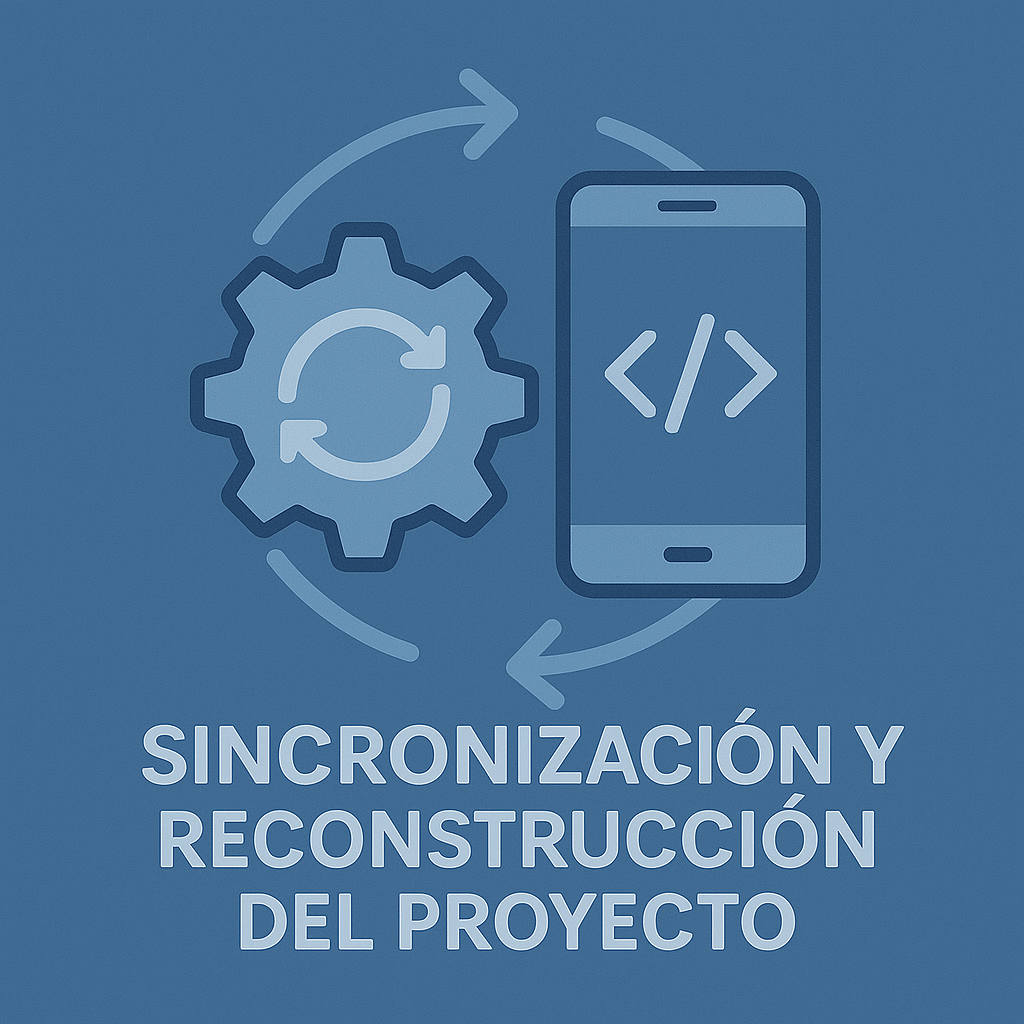 </>
SINCRONIZACIÓN Y
RECONSTRUCCIÓN
DEL PROYECTO